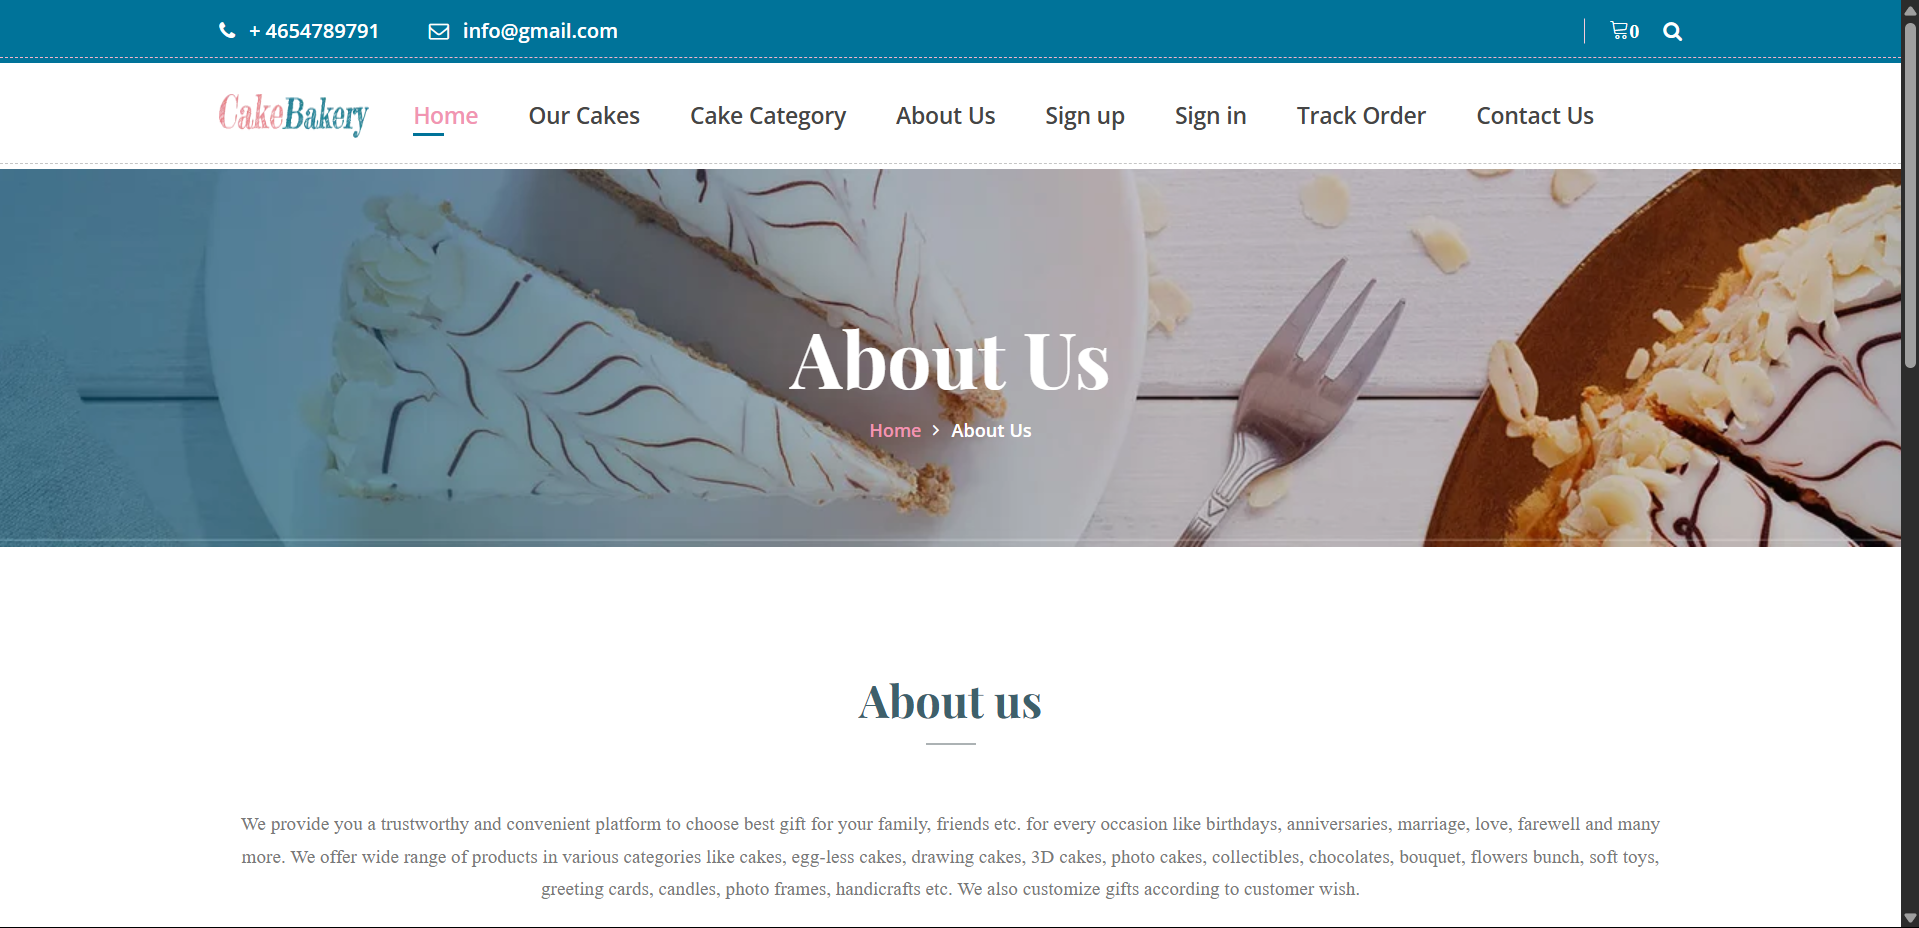 + 4654789791 info@gmail.com 0
CakeBakery Home Our Cakes Cake Category About Us Sign up Sign in Track Order Contact Us
About Us
Home > About Us
About us
We provide you a trustworthy and convenient platform to choose best gift for your family, friends etc. for every occasion like birthdays, anniversaries, marriage, love, farewell and many
more. We offer wide range of products in various categories like cakes, egg-less cakes, drawing cakes, 3D cakes, photo cakes, collectibles, chocolates, bouquet, flowers bunch, soft toys,
greeting cards, candles, photo frames, handicrafts etc. We also customize gifts according to customer wish.